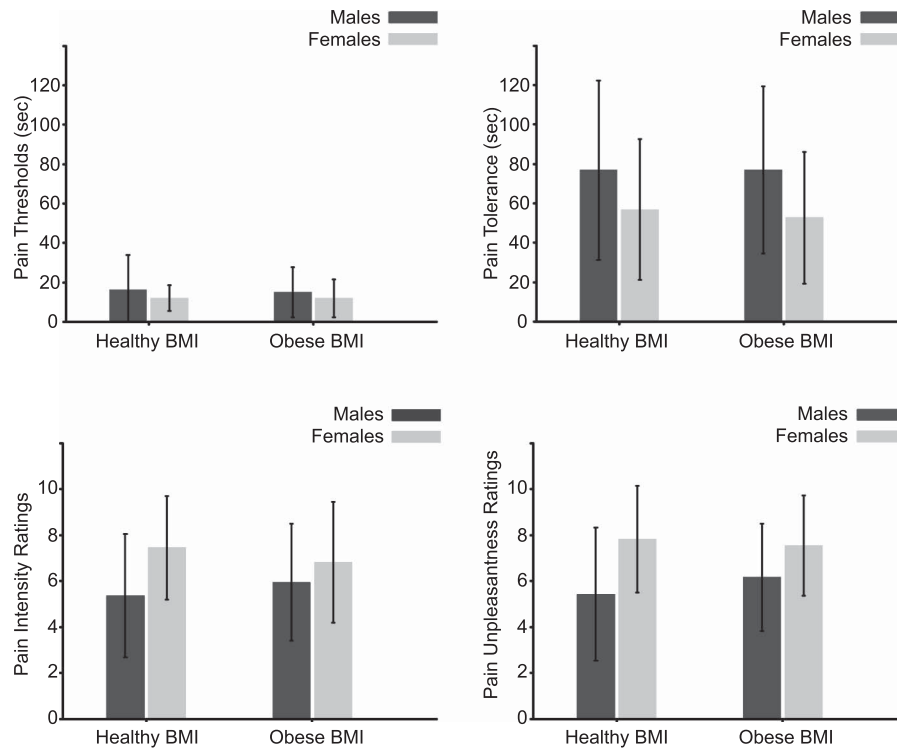 Males
Females
Pain Thresholds (sec)
120
100
80
60
40
20
0
Healthy BMI
Obese BMI
Males
Females
Pain Tolerance (sec)
120
100
80
60
40
20
0
Healthy BMI
Obese BMI
Males
Females
Pain Intensity Ratings
10
8
6
4
2
0
Healthy BMI
Obese BMI
Males
Females
Pain Unpleasantness Ratings
10
8
6
4
2
0
Healthy BMI
Obese BMI